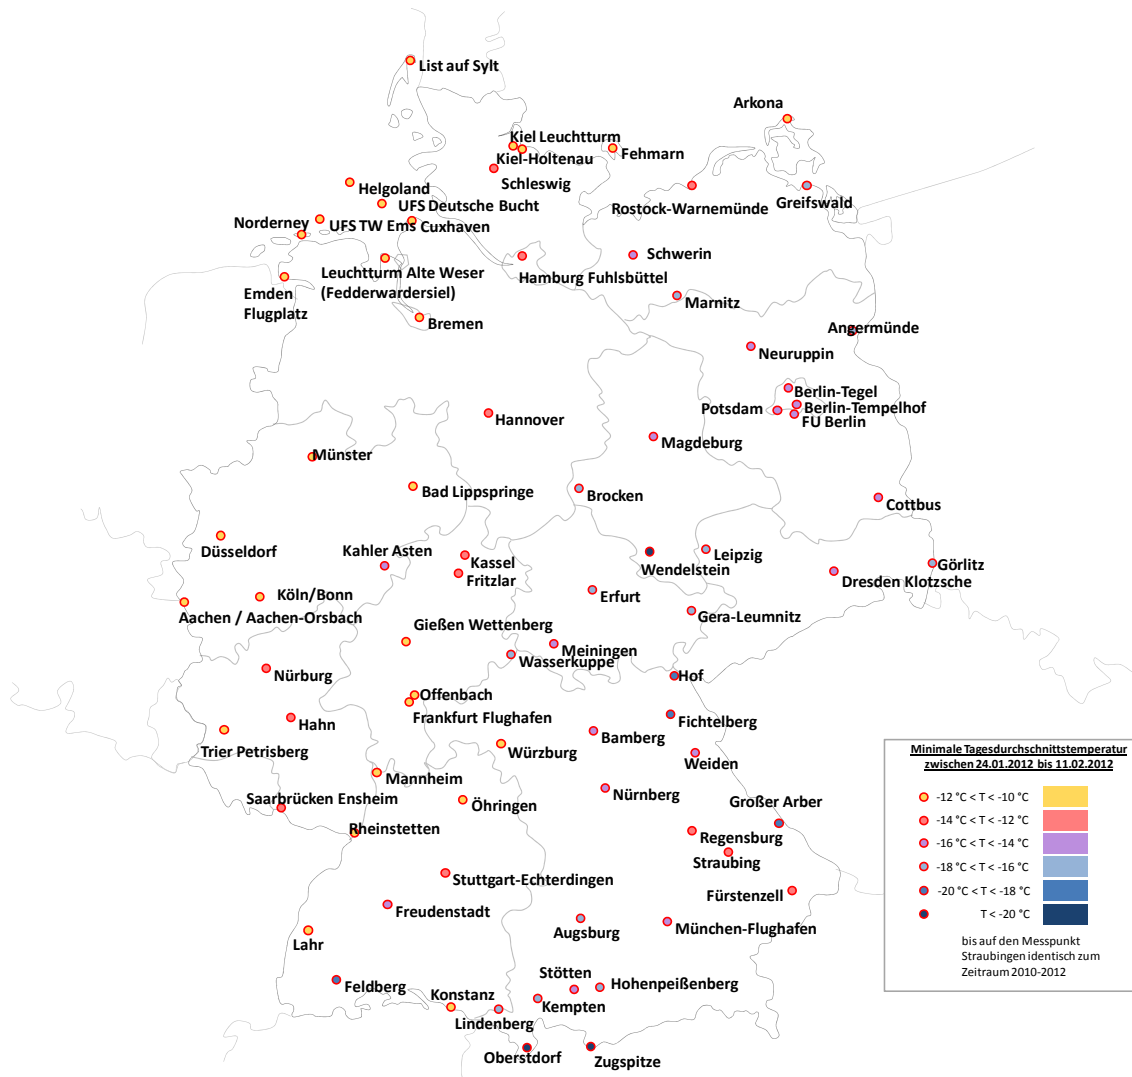 List auf Sylt
Arkona
Kiel Leuchtturm
Fehmarn
Kiel-Holtenau
Schleswig
Helgoland
Rostock-Warnemünde
Greifswald
UFS Deutsche Bucht
Norderney
UFS TW Ems
Cuxhaven
Schwerin
Leuchtturm Alte Weser
(Fedderwardersiel)
Hamburg Fuhlsbüttel
Emden
Flugplatz
Marnitz
Bremen
Angermünde
Neuruppin
Berlin-Tegel
Potsdam
Berlin-Tempelhof
FU Berlin
Hannover
Magdeburg
Münster
Bad Lippspringe
Brocken
Cottbus
Düsseldorf
Kahler Asten
Kassel
Fritzlar
Wendelstein
Leipzig
Görlitz
Dresden Klotzsche
Köln/Bonn
Erfurt
Aachen / Aachen-Orsbach
Gera-Leumnitz
Gießen Wettenberg
Meiningen
Wasserkuppe
Nürburg
Hof
Offenbach
Frankfurt Flughafen
Hahn
Fichtelberg
Trier Petrisberg
Würzburg
Bamberg
Weiden
Mannheim
Saarbrücken Ensheim
Öhringen
Nürnberg
Großer Arber
Rheinstetten
Regensburg
Straubing
Stuttgart-Echterdingen
Fürstenzell
Freudenstadt
Augsburg
München-Flughafen
Lahr
Feldberg
Stötten
Hohenpeißenberg
Konstanz
Kempten
Lindenberg
Oberstdorf
Zugspitze
Minimale Tagesdurchschnittstemperatur
zwischen 24.01.2012 bis 11.02.2012
-12 °C < T < -10 °C
-14 °C < T < -12 °C
-16 °C < T < -14 °C
-18 °C < T < -16 °C
-20 °C < T < -18 °C
T < -20 °C
bis auf den Messpunkt
Straubingen identisch zum
Zeitraum 2010-2012